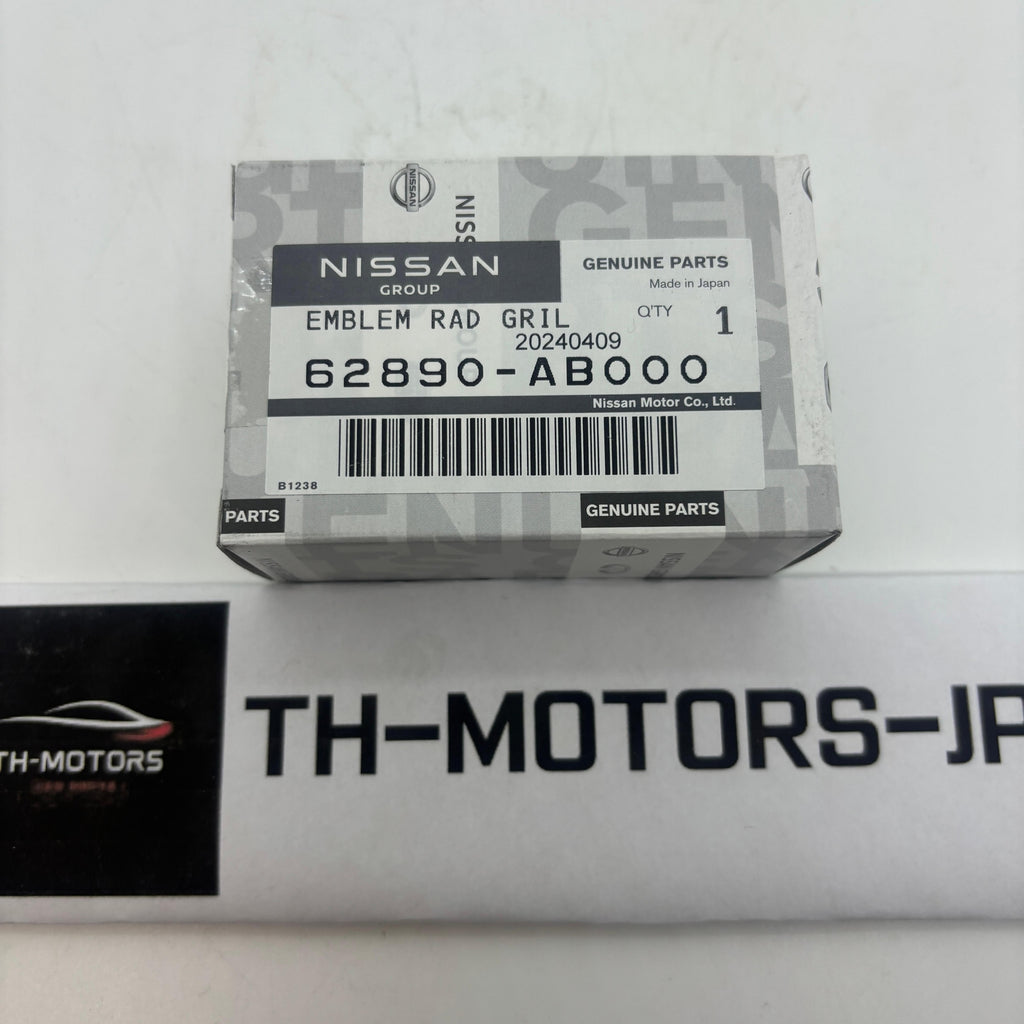 NISSAN
NISSAN
GROUP
GENUINE PARTS
Made in Japan
EMBLEM RAD GRIL
Q'TY
1
20240409
62890-AB000
Nissan Motor Co., Ltd.
B1238
PARTS
GENUINE PARTS
TH-MOTORS
TH-MOTORS-JP